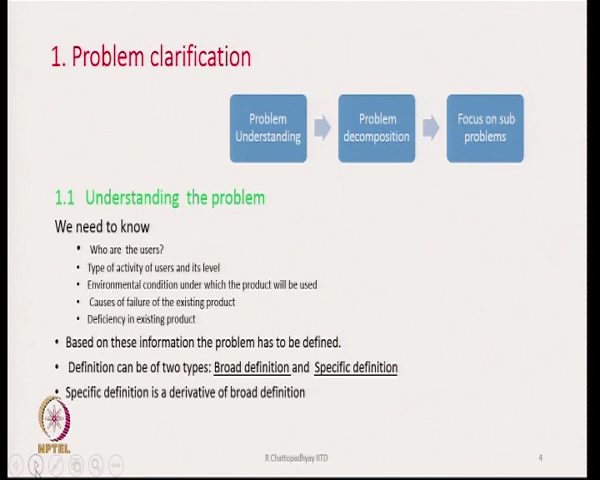 1. Problem clarification
Problem
Understanding
Problem
decomposition
Focus on sub
problems
1.1 Understanding the problem
We need to know
• Who are the users?
• Type of activity of users and its level
• Environmental condition under which the product will be used
• Causes of failure of the existing product
• Deficiency in existing product
• Based on these information the problem has to be defined.
• Definition can be of two types: Broad definition and Specific definition
• Specific definition is a derivative of broad definition
NPTEL
R Chattopadhyay IITD
4